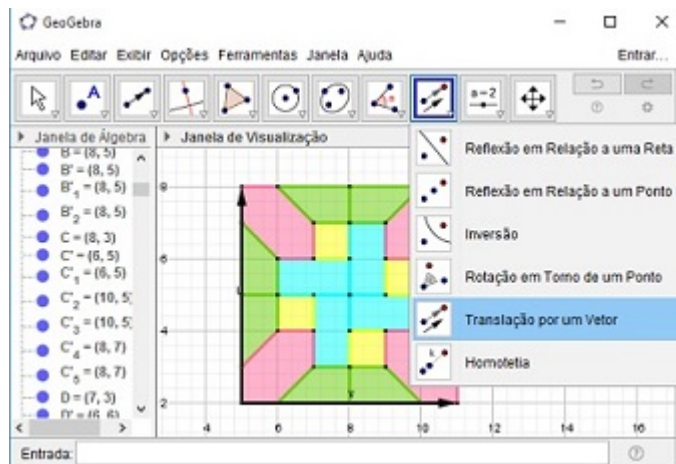 GeoGebra
Arquivo Editar Exibir Opções Ferramentas Janela Ajuda
Entrar...
A
a=2
Janela de Álgebra
Janela de Visualização
B = (8, 5)
B' = (8, 5)
B'₁ = (8, 5)
B'₂ = (8, 5)
C = (8, 3)
C' = (6, 5)
C'₁ = (6, 5)
C'₂ = (10, 5)
C'₃ = (10, 5)
C'₄ = (8, 7)
C'₅ = (8, 7)
D = (7, 3)
D' = (6, 6)
Reflexão em Relação a uma Reta
Reflexão em Relação a um Ponto
Inversão
Rotação em Torno de um Ponto
Translação por um Vetor
Homotetia
6
4
2
v
4 6 8 10 12 14 16
Entrada: